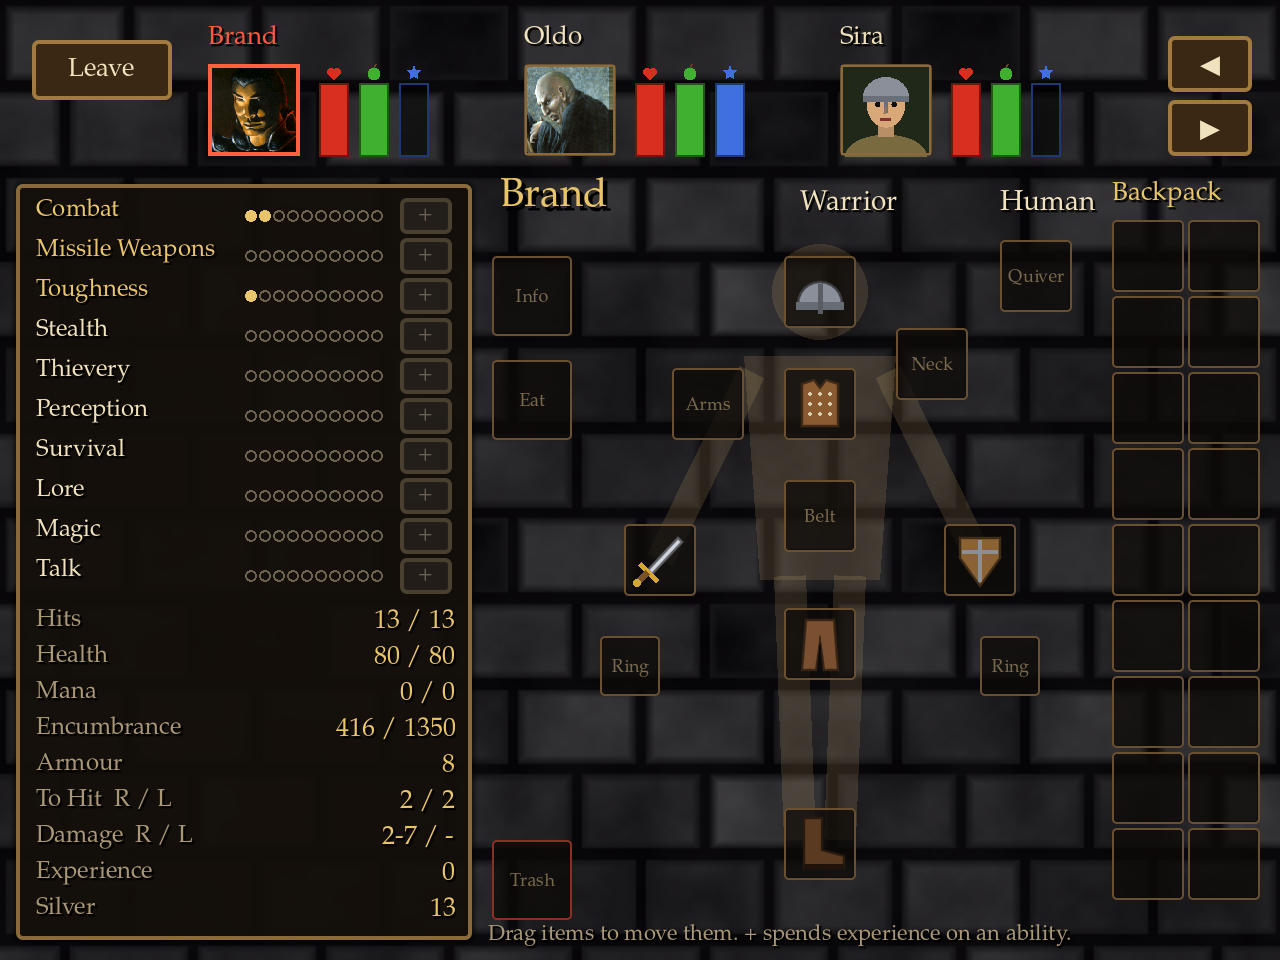 Leave
Brand
Oldo
Sira
◀
▶
Combat +
Missile Weapons +
Toughness +
Stealth +
Thievery +
Perception +
Survival +
Lore +
Magic +
Talk +
Hits 13 / 13
Health 80 / 80
Mana 0 / 0
Encumbrance 416 / 1350
Armour 8
To Hit R / L 2 / 2
Damage R / L 2-7 / -
Experience 0
Silver 13
Brand
Warrior
Human
Backpack
Info
Quiver
Neck
Eat
Arms
Belt
Ring
Ring
Trash
Drag items to move them. + spends experience on an ability.